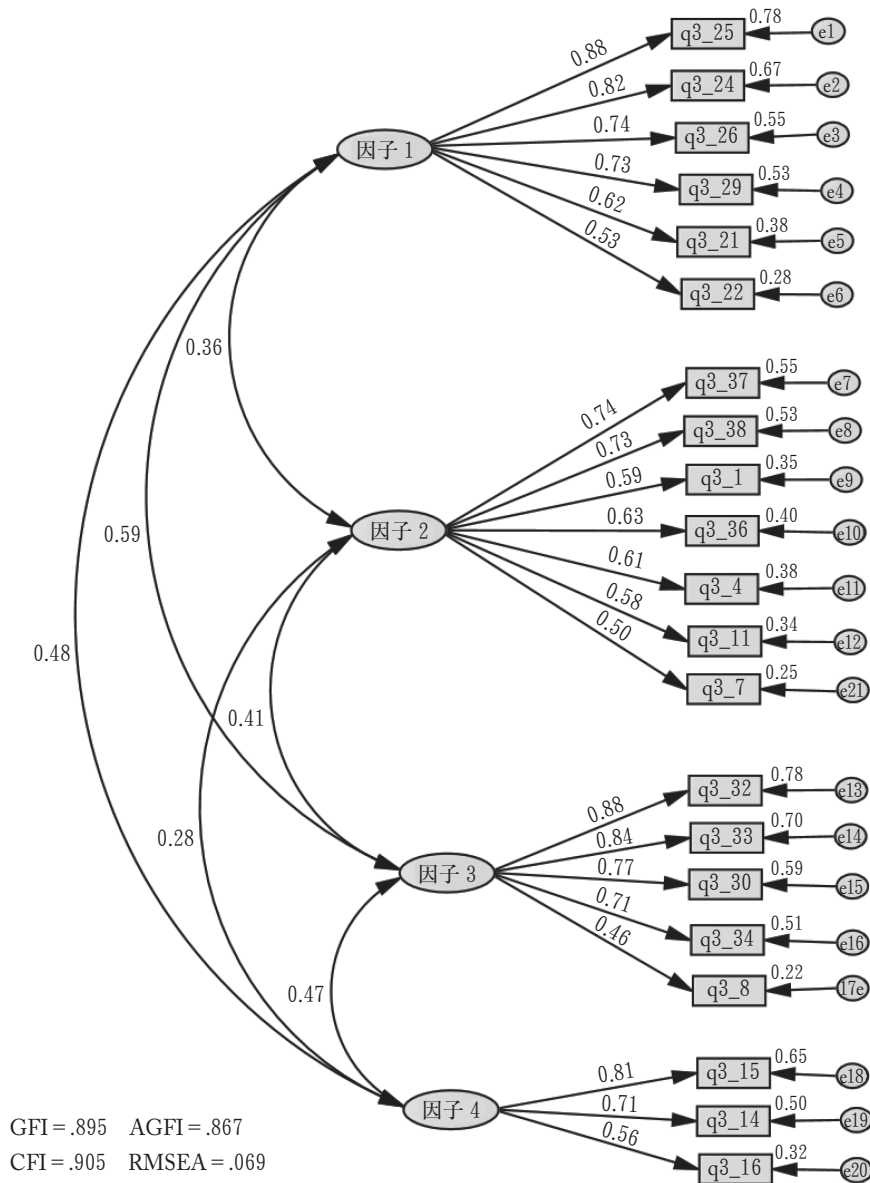 0.78
q3_25
e1
0.88
0.67
q3_24
e2
0.82
0.55
q3_26
e3
0.74
因子 1
0.53
q3_29
e4
0.73
0.38
q3_21
e5
0.62
0.28
q3_22
e6
0.53
0.36
0.55
q3_37
e7
0.74
0.53
q3_38
e8
0.73
0.35
q3_1
e9
0.59
因子 2
0.40
q3_36
e10
0.63
0.38
q3_4
e11
0.61
0.34
q3_11
e12
0.58
0.25
q3_7
e21
0.50
0.59
0.48
0.41
0.28
0.78
q3_32
e13
0.88
0.70
q3_33
e14
0.84
因子 3
0.59
q3_30
e15
0.77
0.51
q3_34
e16
0.71
0.22
q3_8
17e
0.46
0.47
0.65
q3_15
e18
0.81
因子 4
0.50
q3_14
e19
0.71
0.32
q3_16
e20
0.56
GFI=.895 AGFI=.867
CFI=.905 RMSEA=.069